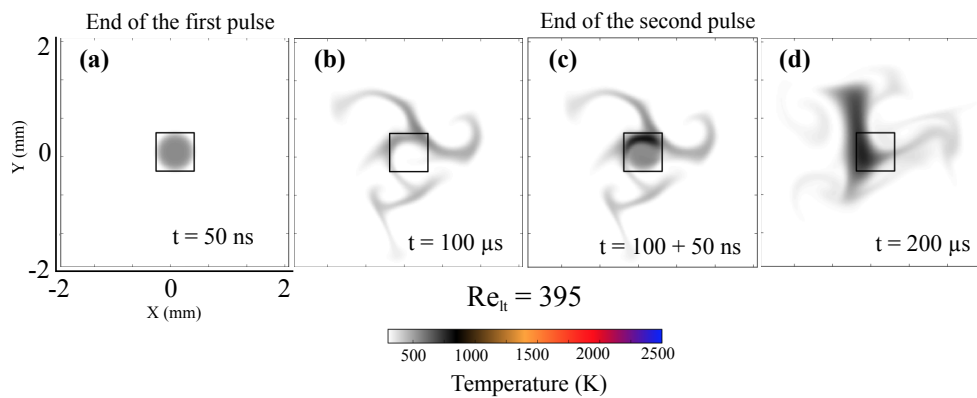 End of the first pulse
End of the second pulse
(a)
(b)
(c)
(d)
2
0
-2
Y (mm)
t = 50 ns
t = 100 µs
t = 100 + 50 ns
t = 200 µs
-2
0
2
X (mm)
Re_lt = 395
500
1000
1500
2000
2500
Temperature (K)